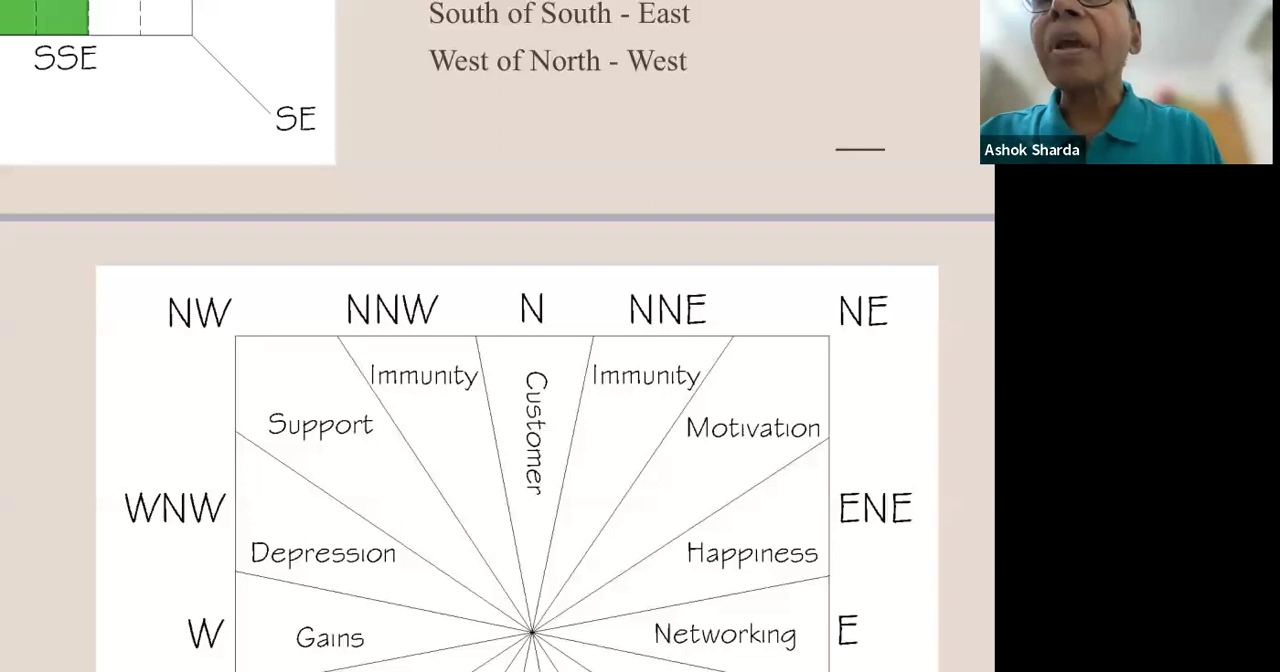 South of South - East
West of North - West
SSE
SE
Ashok Sharda
NW NNW N NNE NE
Immunity Immunity
Customer
Support
Motivation
WNW ENE
Depression Happiness
W Gains Networking E